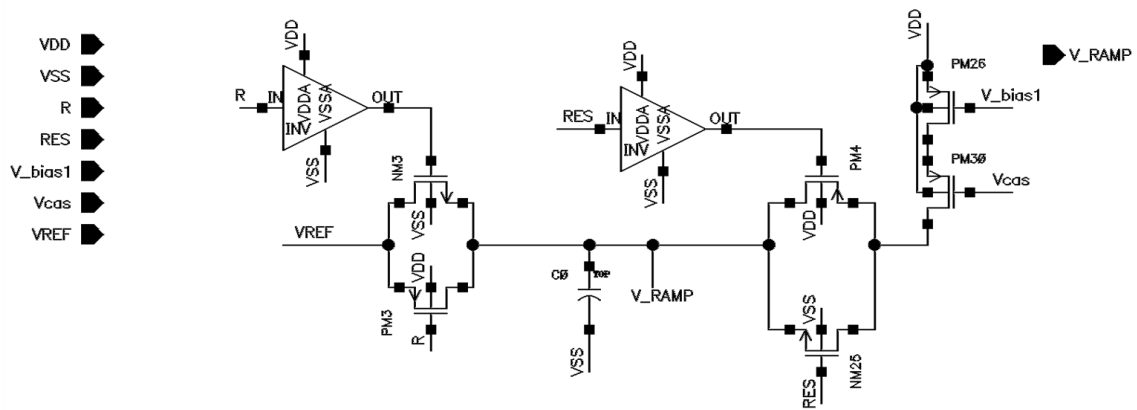 VDD
VSS
R
RES
V_bias1
Vcas
VREF
VDD
R
IN
VDDA
VSSA
INV
OUT
VSS
NM3
VSS
VREF
VDD
PM3
R
C0
TOP
VSS
V_RAMP
VDD
RES
IN
VDDA
VSSA
INV
OUT
VSS
PM4
VDD
VSS
NM25
RES
VDD
PM26
V_bias1
PM30
Vcas
V_RAMP